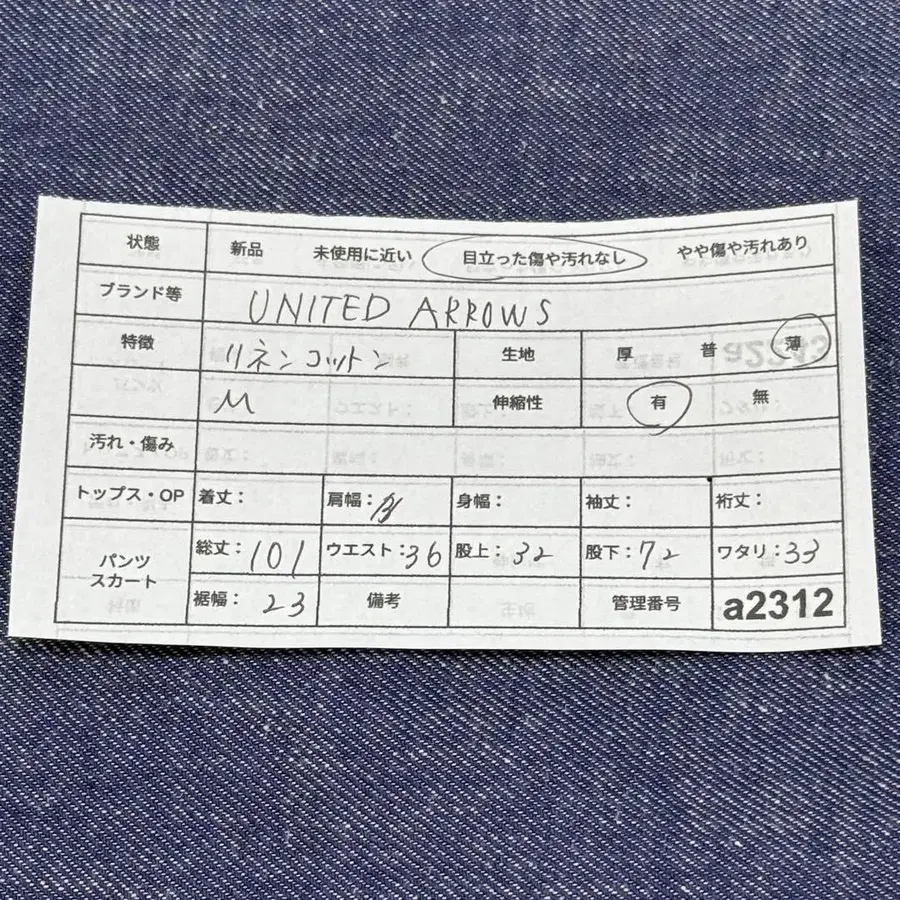 状態 新品 未使用に近い 目立った傷や汚れなし やや傷や汚れあり
ブランド等 UNITED ARROWS
特徴 リネンコットン 生地 厚 普 薄
M 伸縮性 有 無
汚れ・傷み
トップス・OP 着丈: 肩幅: 身幅: 袖丈: 裄丈:
パンツ スカート 総丈:101 ウエスト:36 股上:32 股下:72 ワタリ:33
裾幅:23 備考 管理番号 a2312